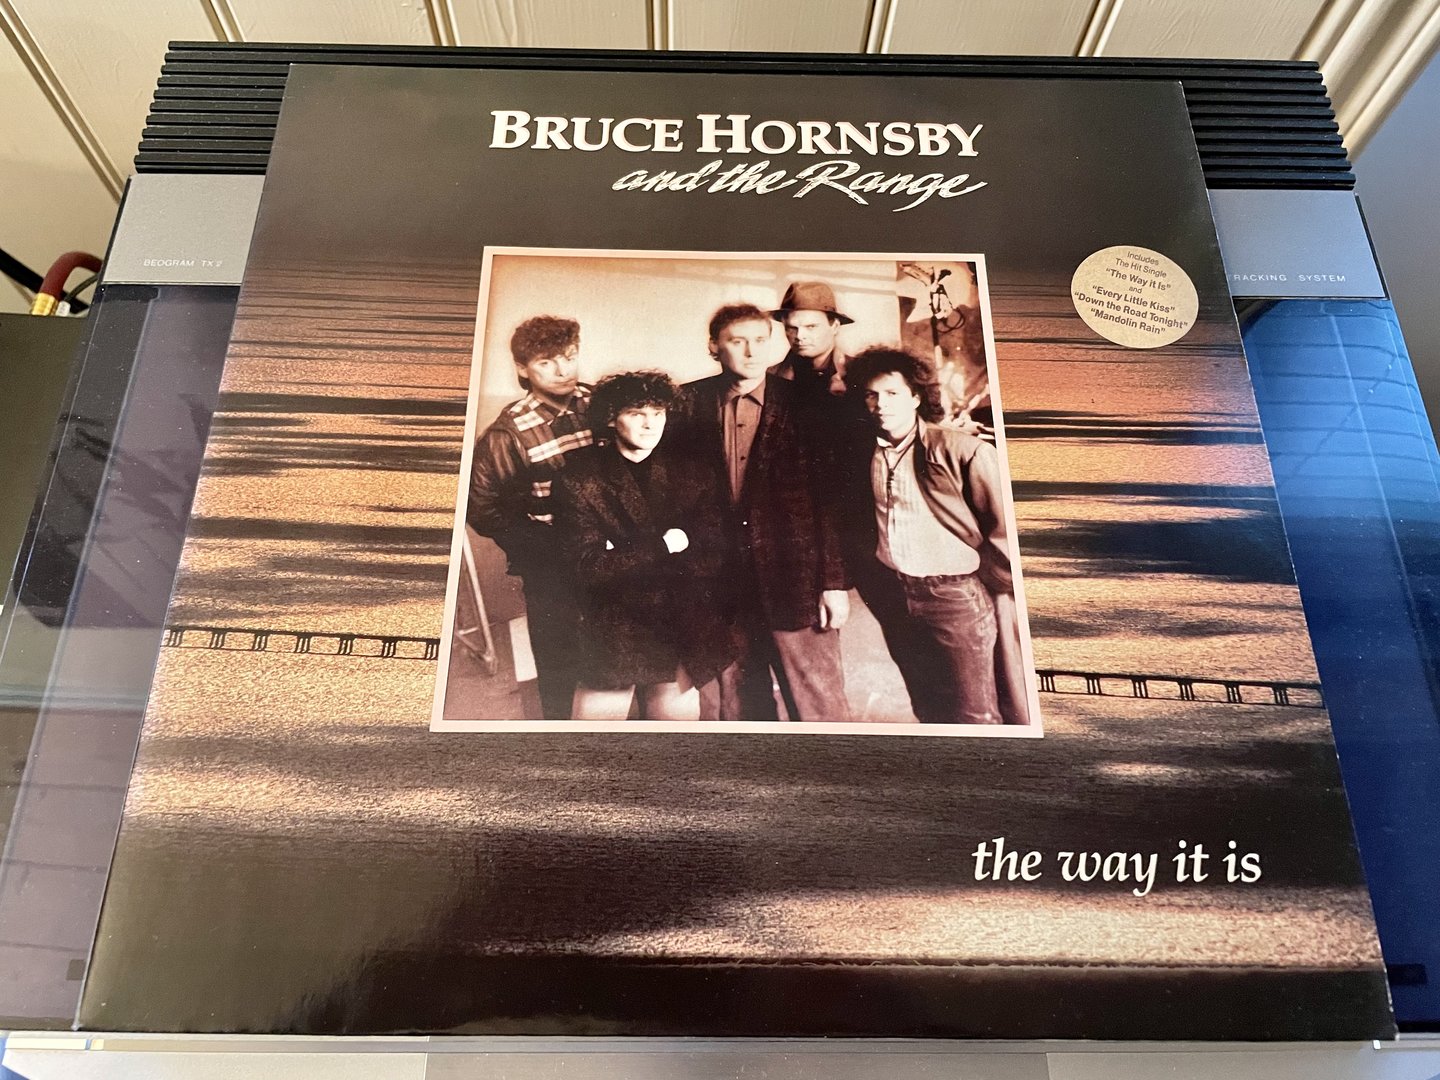 BRUCE HORNSBY
and the Range
BEOGRAM TX 2
TRACKING SYSTEM
Includes
The Hit Single
"The Way it Is"
and
"Every Little Kiss"
"Down the Road Tonight"
"Mandolin Rain"
the way it is